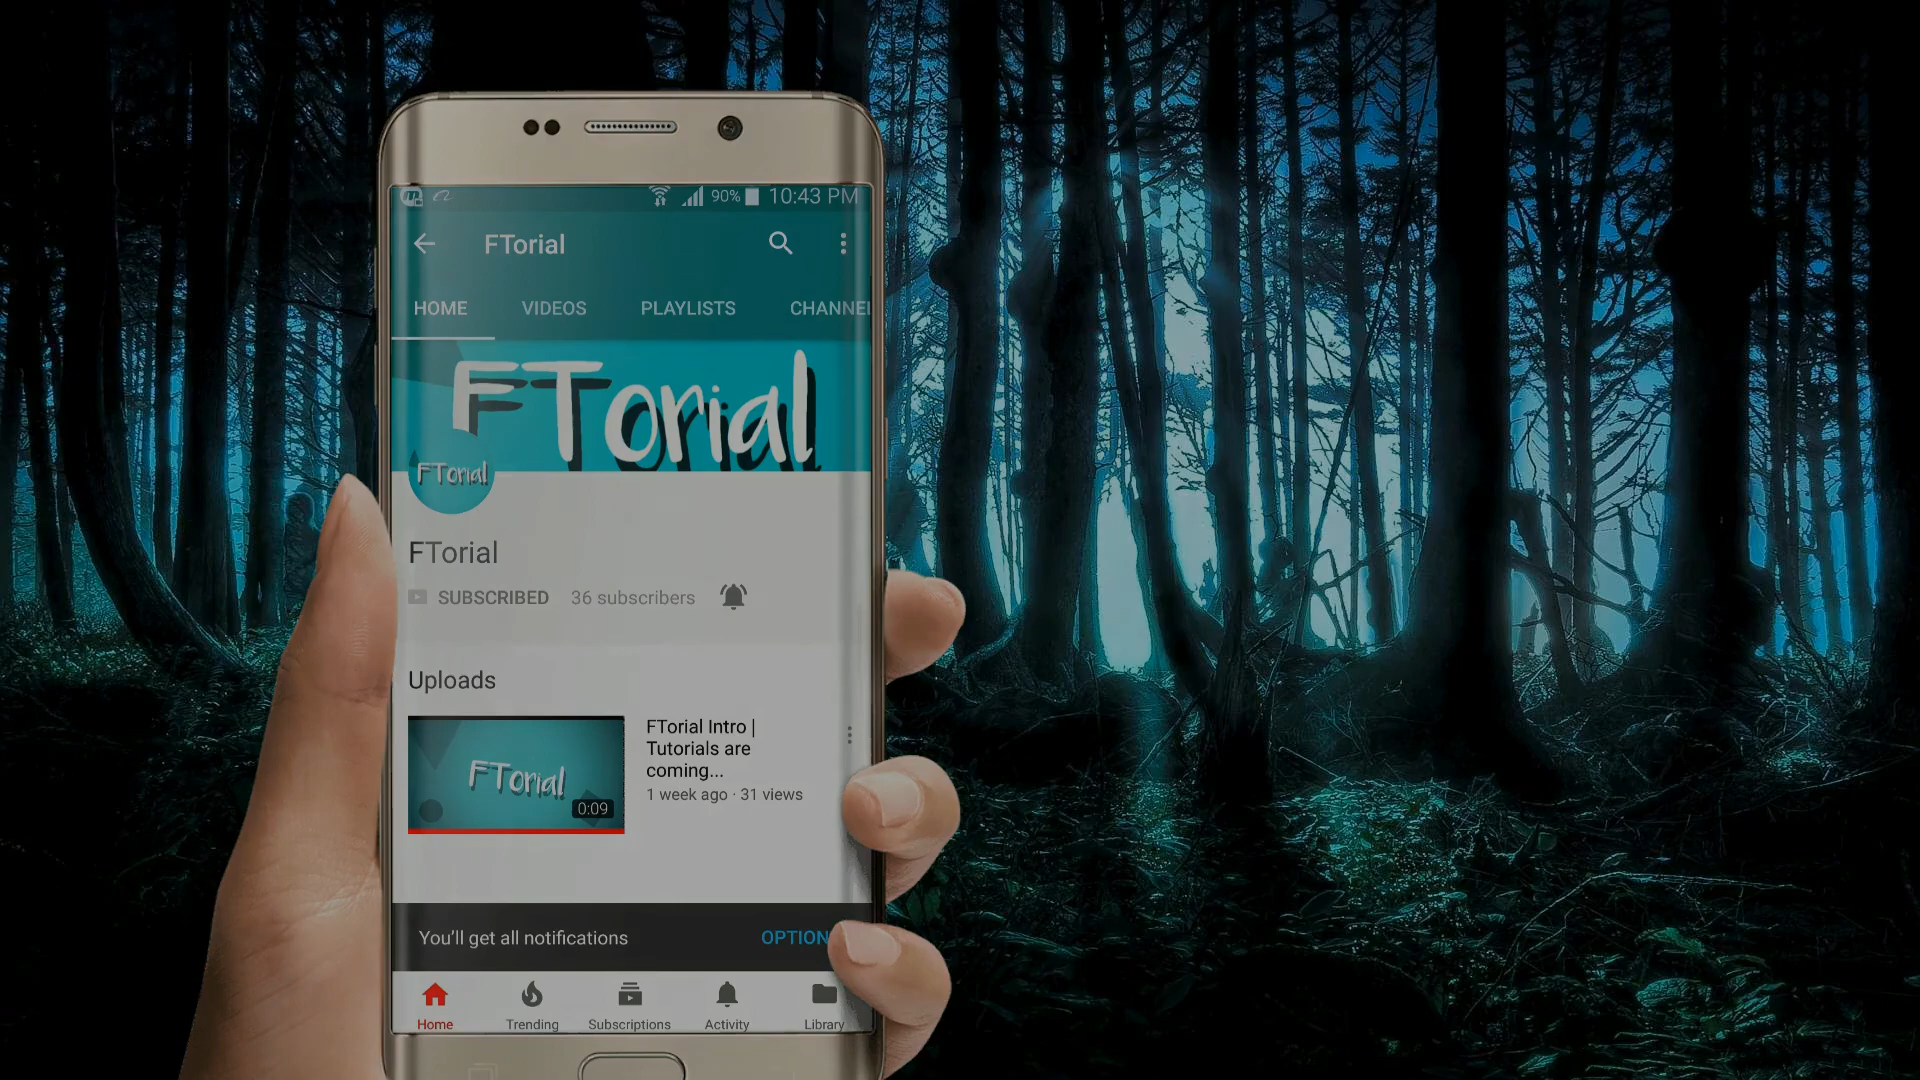 90% 10:43 PM
FTorial
HOME VIDEOS PLAYLISTS CHANNEL
FTorial
FTorial
FTorial
SUBSCRIBED 36 subscribers
Uploads
FTorial
0:09
FTorial Intro |
Tutorials are
coming...
1 week ago · 31 views
You'll get all notifications OPTION
Home Trending Subscriptions Activity Library